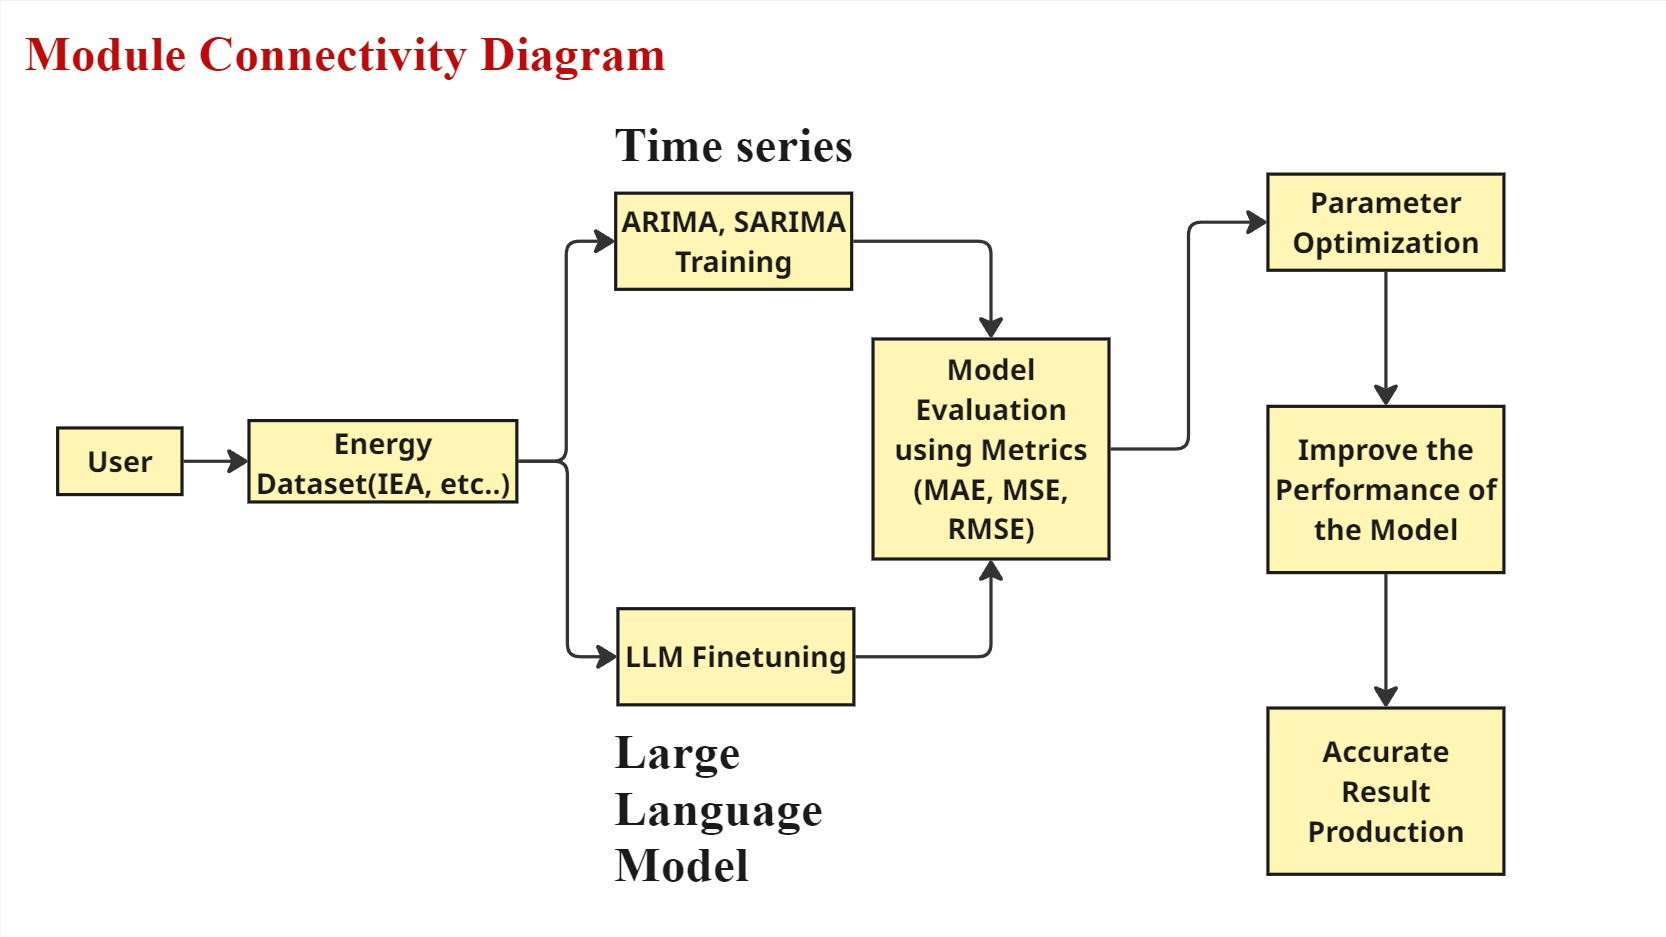 Module Connectivity Diagram
Time series
ARIMA, SARIMA
Training
User
Energy
Dataset(IEA, etc..)
LLM Finetuning
Large
Language
Model
Model
Evaluation
using Metrics
(MAE, MSE,
RMSE)
Parameter
Optimization
Improve the
Performance of
the Model
Accurate
Result
Production